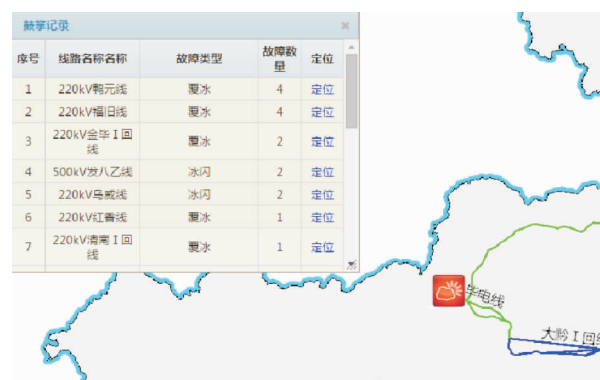 故障记录
序号 线路名称名称 故障类型 故障数量 定位
1 220kV鸭元线 覆冰 4 定位
2 220kV福旧线 覆冰 4 定位
3 220kV金毕Ⅰ回线 覆冰 2 定位
4 500kV发八乙线 冰闪 2 定位
5 220kV乌威线 冰闪 2 定位
6 220kV红香线 覆冰 1 定位
7 220kV清南Ⅰ回线 覆冰 1 定位
毕电线
大黔Ⅰ回线